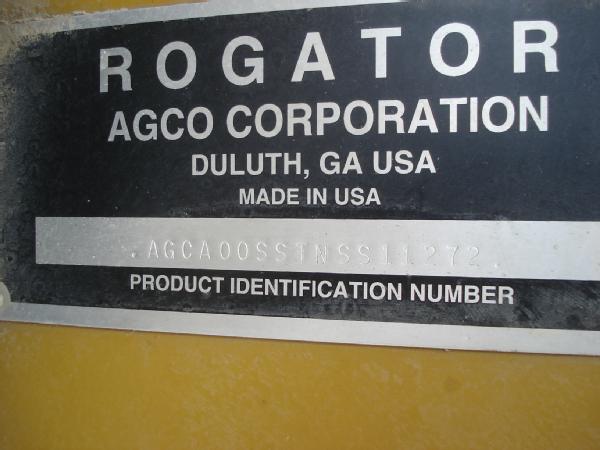 ROGATOR
AGCO CORPORATION
DULUTH, GA USA
MADE IN USA
.AGCA00SSTNSS11272.
PRODUCT IDENTIFICATION NUMBER